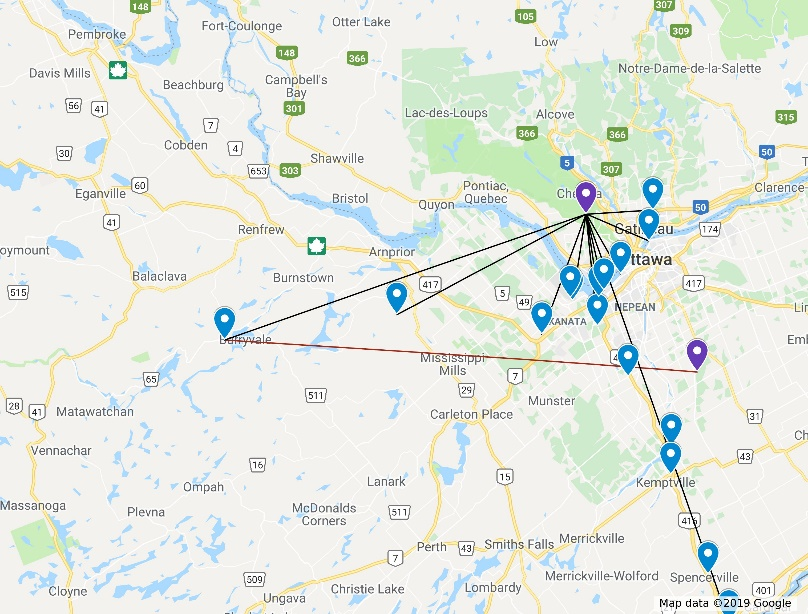 148
307
Fort-Coulonge
Otter Lake
105
Pembroke
309
Low
148
366
Davis Mills
Notre-Dame-de-la-Salette
Beachburg
Campbell's
Bay
56
41
301
Lac-des-Loups
Alcove
315
7
366
366
Cobden
4
30
Shawville
5
50
653
303
307
60
Eganville
Bristol
Pontiac,
Quebec
Clarence-
Quyon
50
41
Renfrew
174
Arnprior
Balaclava
Burnstown
417
417
515
5
49
NEPEAN
Mississippi
Mills
65
7
29
511
28
41
Matawatchan
Munster
31
Carleton Place
Vennachar
43
16
15
Lanark
Kemptville
Ompah
Massanoga
Plevna
McDonalds
Corners
511
416
Merrickville
Perth
43
Smiths Falls
7
509
Merrickville-Wolford
Spencerville
Cloyne
Christie Lake
Lombardy
401
Ungava
Map data ©2019 Google